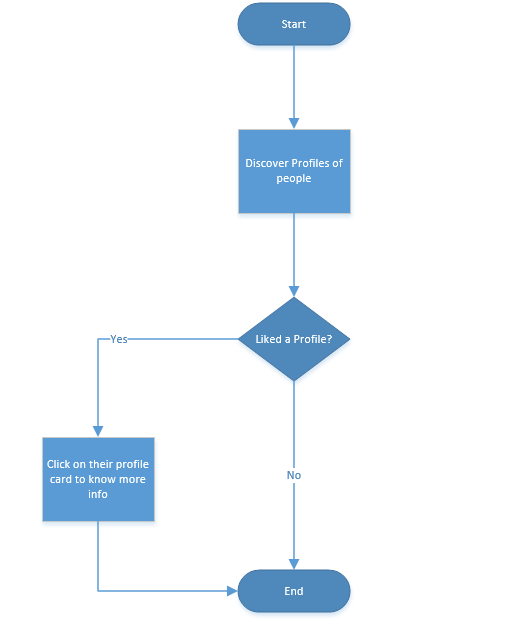 Start
Discover Profiles of
people
Liked a Profile?
Yes
Click on their profile
card to know more
info
No
End